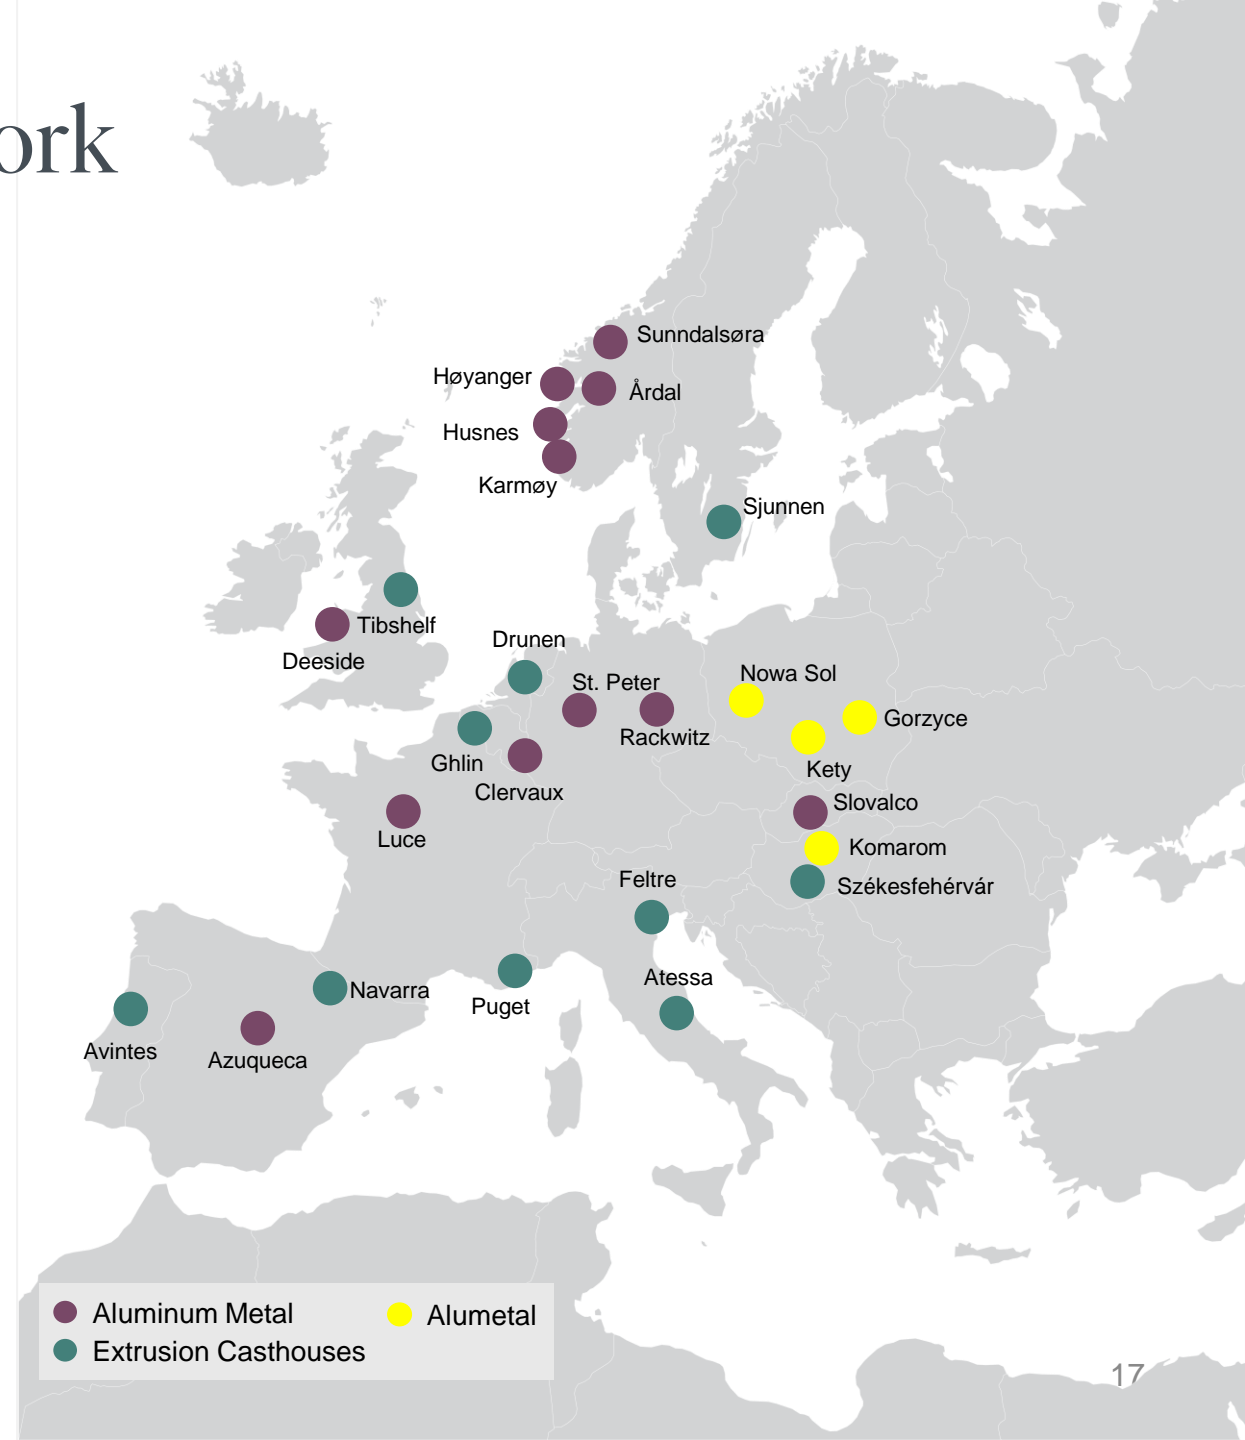 ork
Sunndalsøra
Høyanger
Årdal
Husnes
Karmøy
Sjunnen
Tibshelf
Deeside
Drunen
St. Peter
Nowa Sol
Gorzyce
Rackwitz
Ghlin
Kety
Clervaux
Slovalco
Luce
Komarom
Feltre
Székesfehérvár
Atessa
Navarra
Puget
Avintes
Azuqueca
Aluminum Metal
Alumetal
Extrusion Casthouses
17